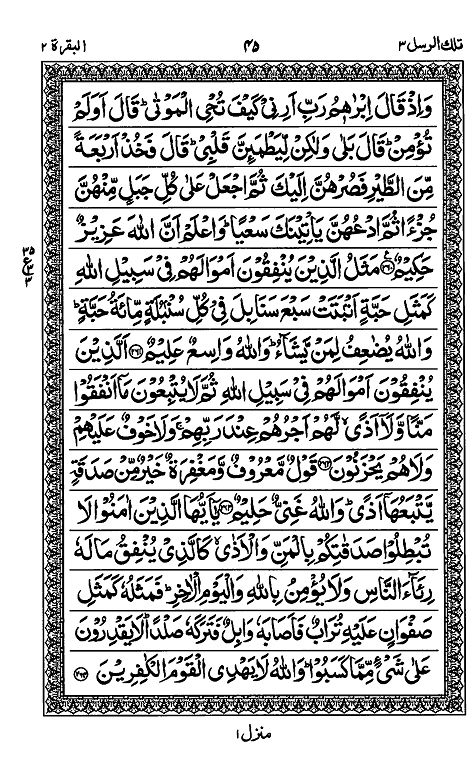 تلك الرسل ٣
٤٥
البقرة ٢
وَاِذْ قَالَ اِبْرٰهٖمُ رَبِّ اَرِنِیْ كَیْفَ تُحْیِ الْمَوْتٰیؕ قَالَ اَوَلَمْ
تُؤْمِنْؕ قَالَ بَلٰی وَلٰكِنْ لِّیَطْمَىِٕنَّ قَلْبِیْؕ قَالَ فَخُذْ اَرْبَعَةً
مِّنَ الطَّیْرِ فَصُرْهُنَّ اِلَیْكَ ثُمَّ اجْعَلْ عَلٰی كُلِّ جَبَلٍ مِّنْهُنَّ
جُزْءًا ثُمَّ ادْعُهُنَّ یَاْتِیْنَكَ سَعْیًاؕ وَاعْلَمْ اَنَّ اللّٰهَ عَزِیْزٌ
حَكِیْمٌ ﴿٢٦٠﴾ مَثَلُ الَّذِیْنَ یُنْفِقُوْنَ اَمْوَالَهُمْ فِیْ سَبِیْلِ اللّٰهِ
كَمَثَلِ حَبَّةٍ اَنْۢبَتَتْ سَبْعَ سَنَابِلَ فِیْ كُلِّ سُنْۢبُلَةٍ مِّائَةُ حَبَّةٍؕ
وَاللّٰهُ یُضٰعِفُ لِمَنْ یَّشَآءُؕ وَاللّٰهُ وَاسِعٌ عَلِیْمٌ ﴿٢٦١﴾ اَلَّذِیْنَ
یُنْفِقُوْنَ اَمْوَالَهُمْ فِیْ سَبِیْلِ اللّٰهِ ثُمَّ لَا یُتْبِعُوْنَ مَاۤ اَنْفَقُوْا
مَنًّا وَّلَاۤ اَذًیۙ لَّهُمْ اَجْرُهُمْ عِنْدَ رَبِّهِمْۚ وَلَا خَوْفٌ عَلَیْهِمْ
وَلَا هُمْ یَحْزَنُوْنَ ﴿٢٦٢﴾ قَوْلٌ مَّعْرُوْفٌ وَّمَغْفِرَةٌ خَیْرٌ مِّنْ صَدَقَةٍ
یَّتْبَعُهَاۤ اَذًیؕ وَاللّٰهُ غَنِیٌّ حَلِیْمٌ ﴿٢٦٣﴾ یٰۤاَیُّهَا الَّذِیْنَ اٰمَنُوْا لَا
تُبْطِلُوْا صَدَقٰتِكُمْ بِالْمَنِّ وَالْاَذٰیۙ كَالَّذِیْ یُنْفِقُ مَالَهٗ
رِئَآءَ النَّاسِ وَلَا یُؤْمِنُ بِاللّٰهِ وَالْیَوْمِ الْاٰخِرِؕ فَمَثَلُهٗ كَمَثَلِ
صَفْوَانٍ عَلَیْهِ تُرَابٌ فَاَصَابَهٗ وَابِلٌ فَتَرَكَهٗ صَلْدًاؕ لَا یَقْدِرُوْنَ
عَلٰی شَیْءٍ مِّمَّا كَسَبُوْاؕ وَاللّٰهُ لَا یَهْدِی الْقَوْمَ الْكٰفِرِیْنَ ﴿٢٦٤﴾
٣٥
ع
٣
منزل ١